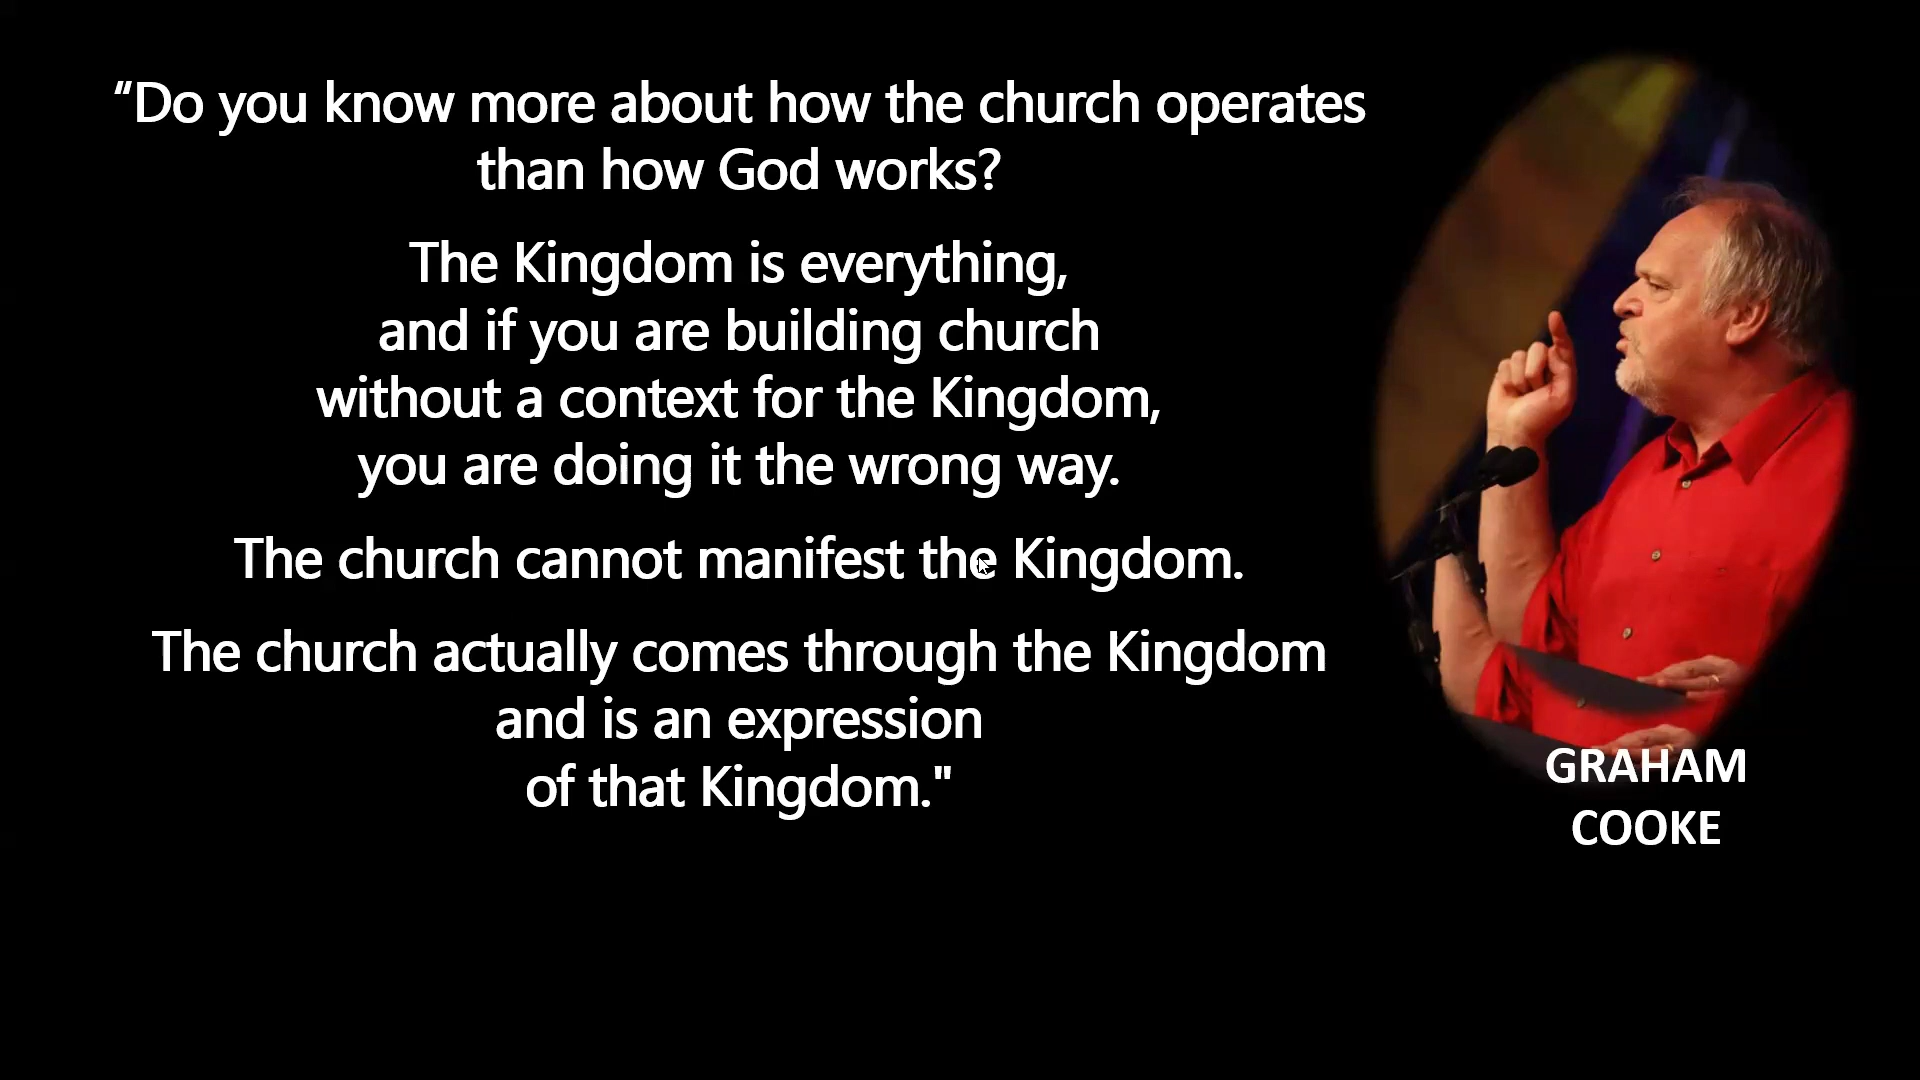 “Do you know more about how the church operates
than how God works?
The Kingdom is everything,
and if you are building church
without a context for the Kingdom,
you are doing it the wrong way.
The church cannot manifest the Kingdom.
The church actually comes through the Kingdom
and is an expression
of that Kingdom."
GRAHAM
COOKE